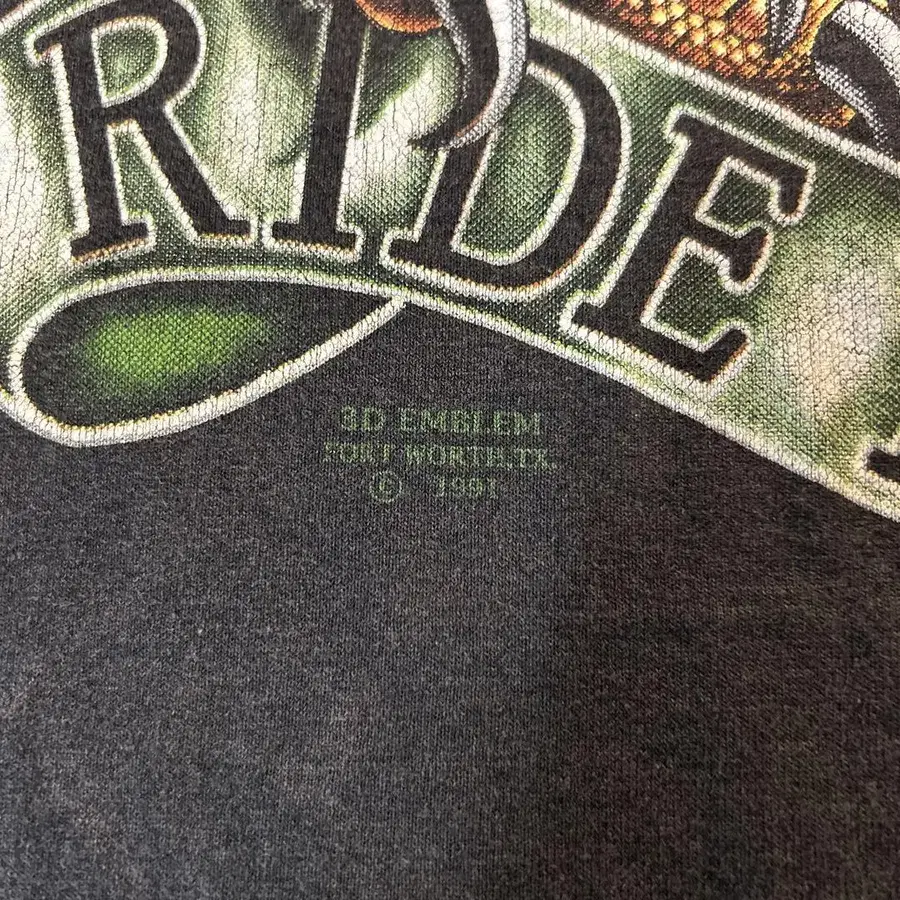 RIDE
3D EMBLEM
FORT WORTH, TX.
© 1991